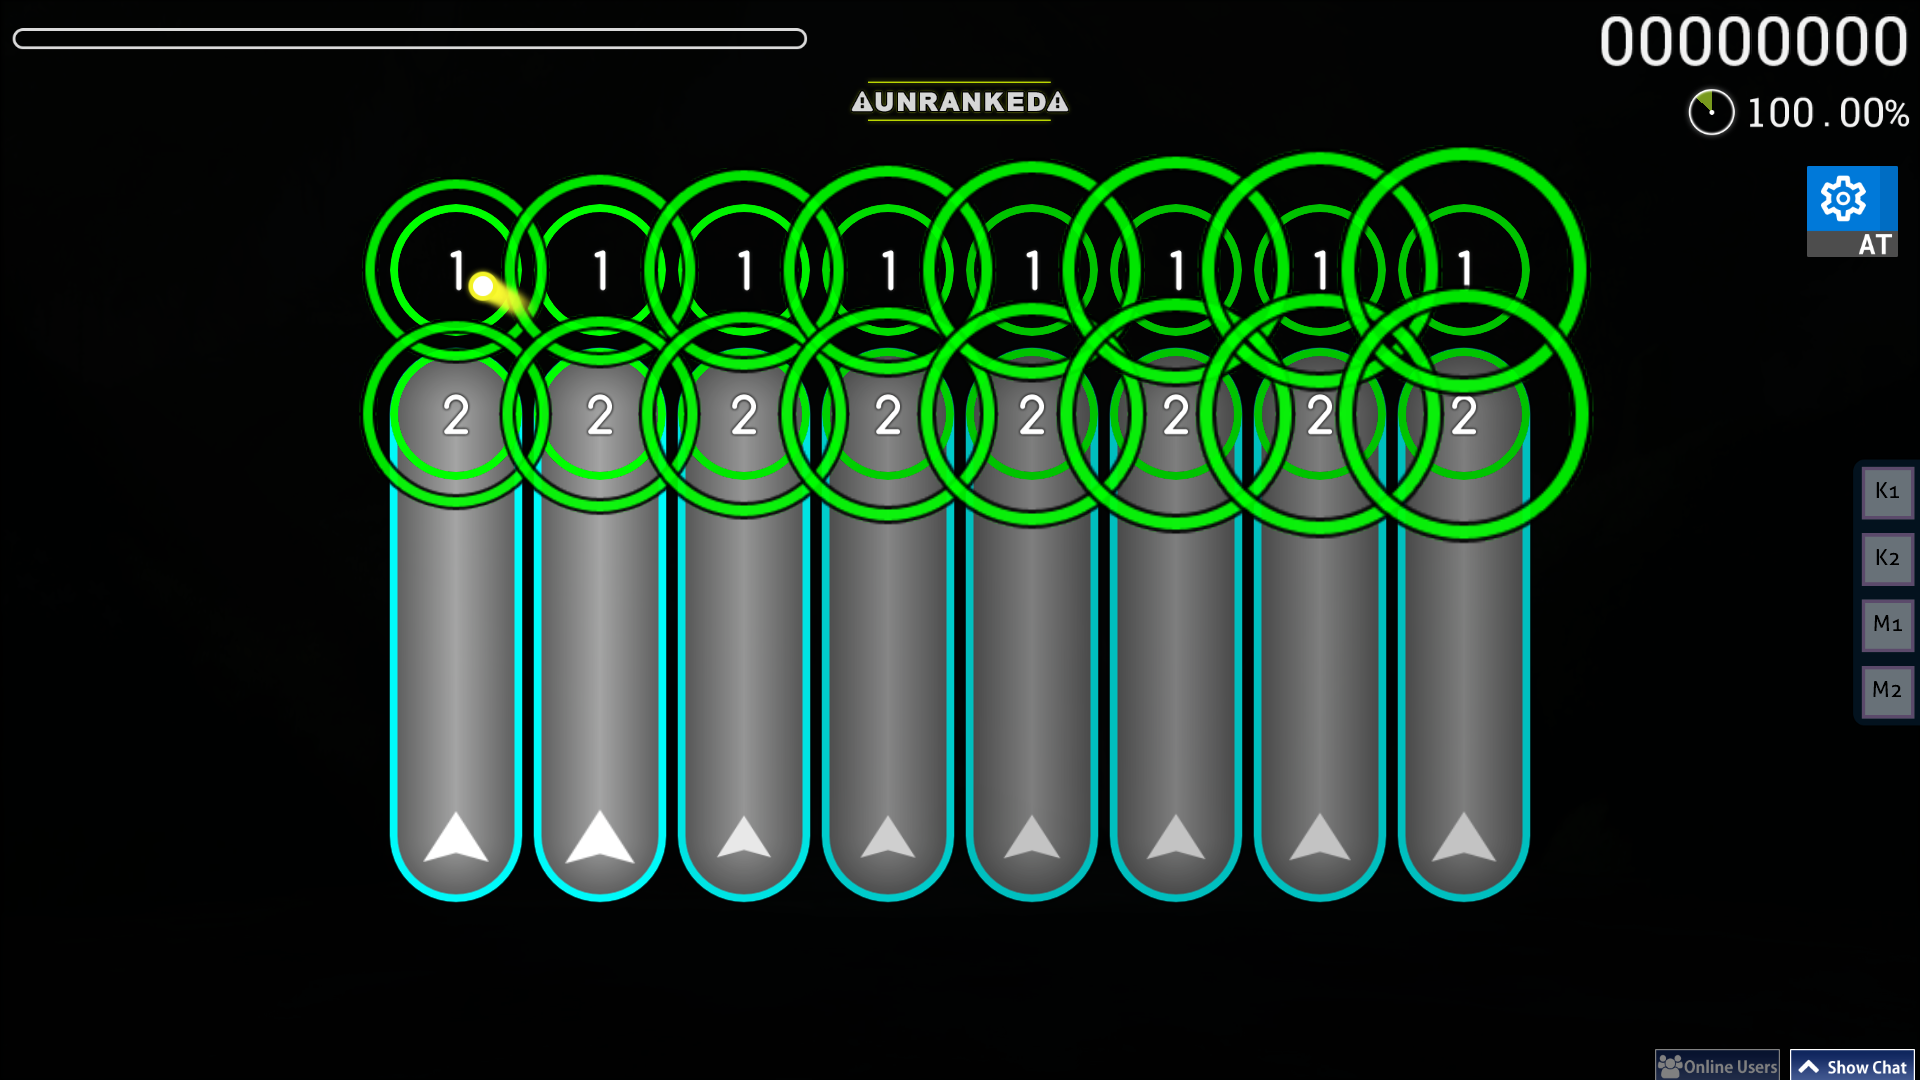 00000000
UNRANKED
100.00%
AT
1 1 1 1 1 1 1 1
2 2 2 2 2 2 2 2
K1
K2
M1
M2
Online Users
Show Chat